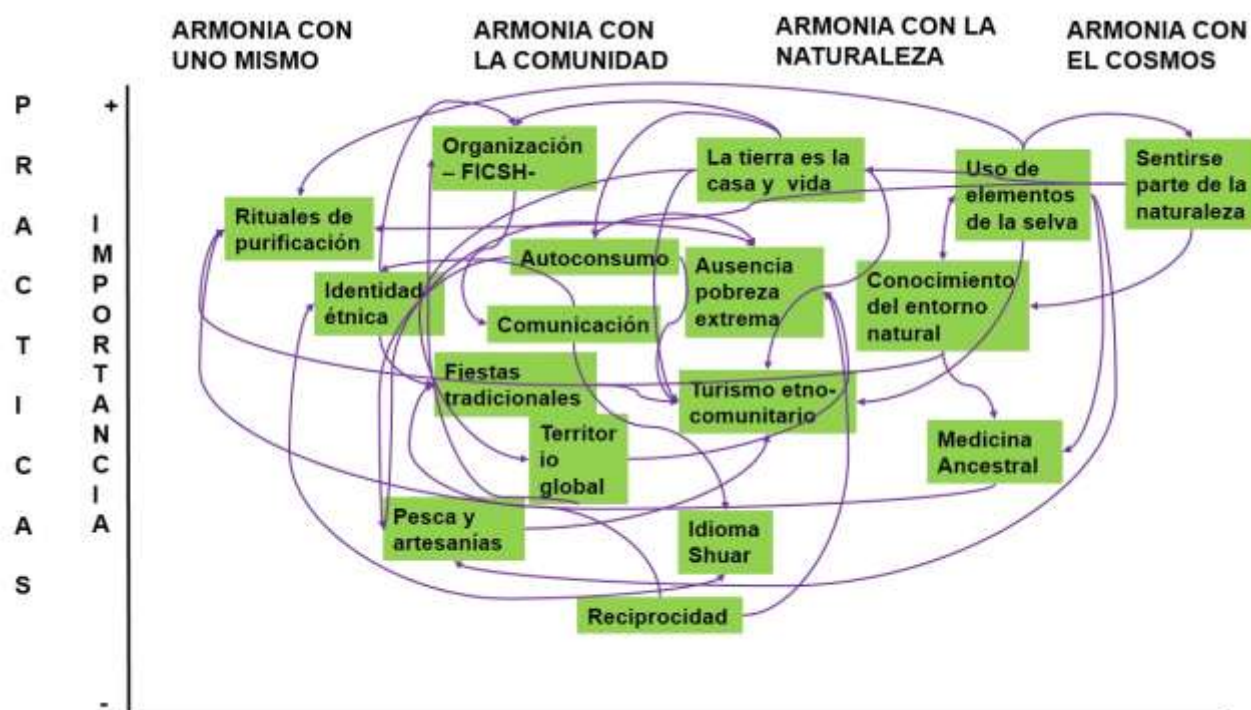 ARMONIA CON
UNO MISMO
ARMONIA CON
LA COMUNIDAD
ARMONIA CON LA
NATURALEZA
ARMONIA CON
EL COSMOS
P
R
A
C
T
I
C
A
S
+
I
M
P
O
R
T
A
N
C
I
A
-
Organización
– FICSH-
La tierra es la
casa y vida
Uso de
elementos
de la selva
Sentirse
parte de la
naturaleza
Rituales de
purificación
Autoconsumo
Ausencia
pobreza
extrema
Conocimiento
del entorno
natural
Identidad
étnica
Comunicación
Fiestas
tradicionales
Turismo etno-
comunitario
Territor
io
global
Medicina
Ancestral
Pesca y
artesanías
Idioma
Shuar
Reciprocidad